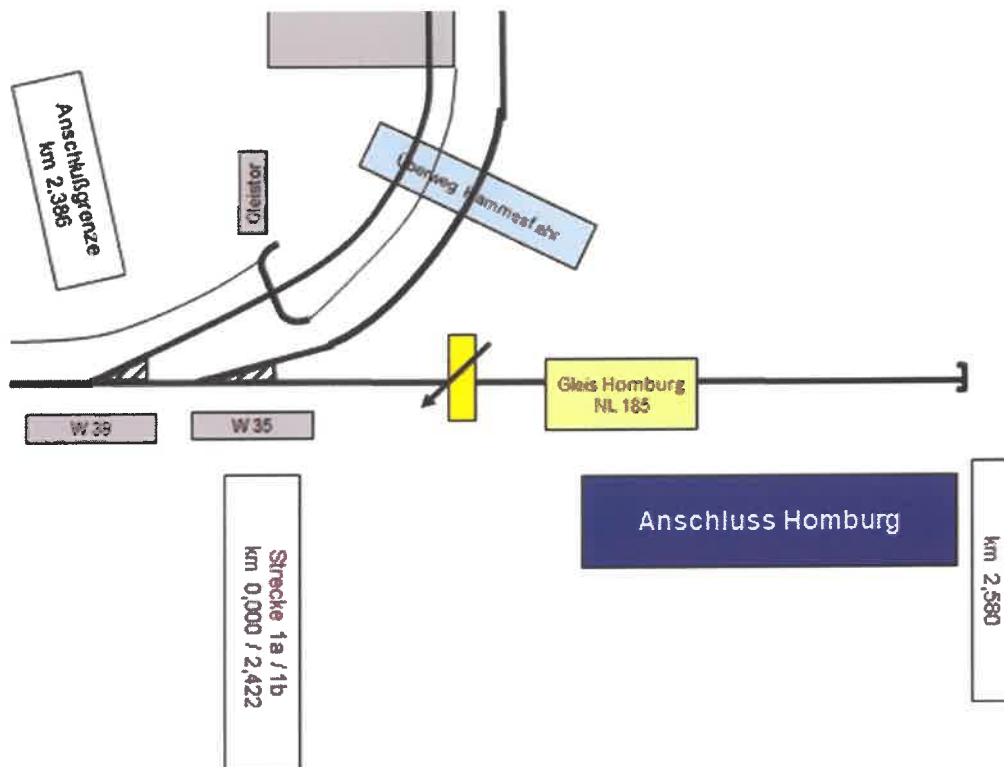 Anschlußgrenze
km 2,386
Gleistor
Überweg Hammesfahr
Gleis Homburg
NL 185
W 39
W 35
Anschluss Homburg
Strecke 1a / 1b
km 0,000 / 2,422
km 2,580